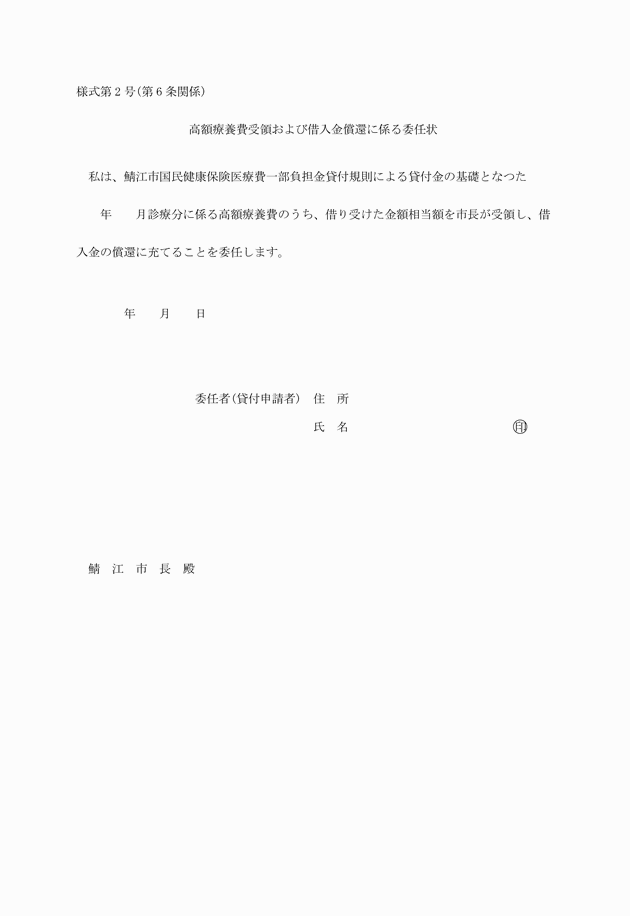 様式第２号(第６条関係)
高額療養費受領および借入金償還に係る委任状
私は、鯖江市国民健康保険医療費一部負担金貸付規則による貸付金の基礎となつた
年　　月診療分に係る高額療養費のうち、借り受けた金額相当額を市長が受領し、借
入金の償還に充てることを委任します。
年　　月　　日
委任者(貸付申請者)　住　所
氏　名　　　　　　　　　　　　　　㊞
鯖　江　市　長　殿